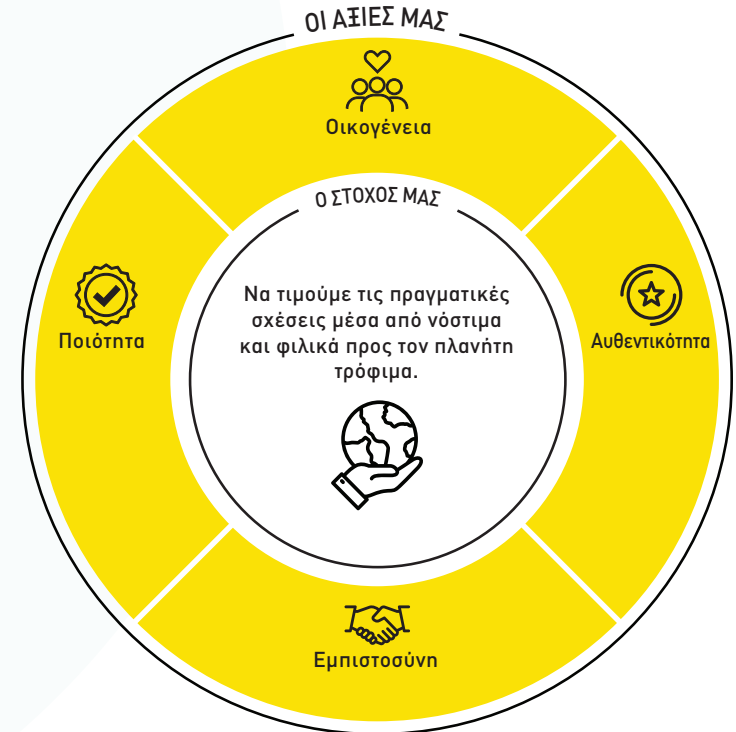 ΟΙ ΑΞΙΕΣ ΜΑΣ
Οικογένεια
Ο ΣΤΟΧΟΣ ΜΑΣ
Να τιμούμε τις πραγματικές
σχέσεις μέσα από νόστιμα
και φιλικά προς τον πλανήτη
τρόφιμα.
Ποιότητα
Αυθεντικότητα
Εμπιστοσύνη